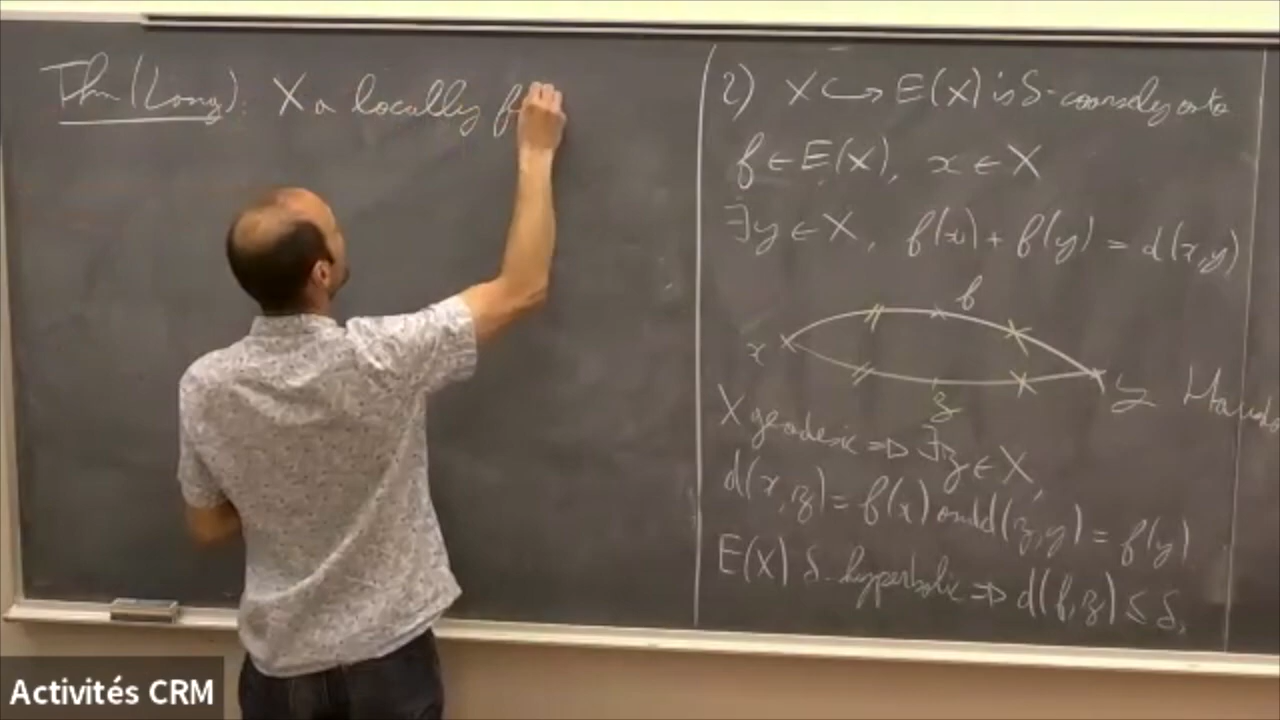 Thm (Lang): X a locally f
2) X ↪ E(X) is δ-coarsely onto
f ∈ E(X), x ∈ X
∃y ∈ X, f(x) + f(y) = d(x,y)
f
x
y
z
X geodesic ⇒ ∃z ∈ X,
d(x,z) = f(x) and d(z,y) = f(y)
E(X) δ-hyperbolic ⇒ d(f,z) ≤ δ.
Activités CRM